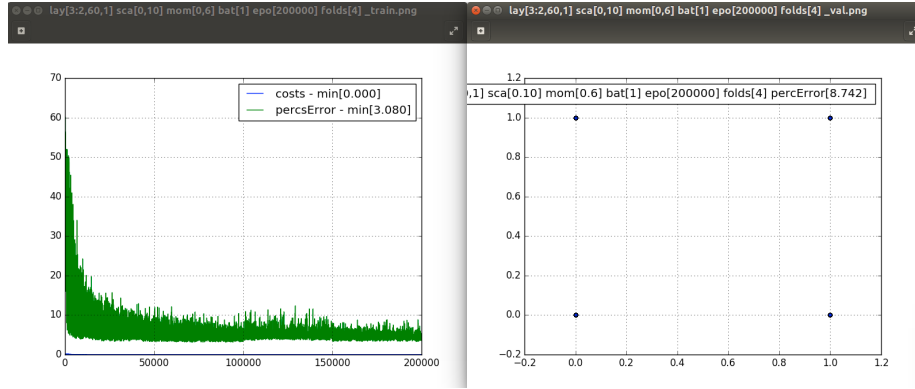 lay[3:2,60,1] sca[0,10] mom[0,6] bat[1] epo[200000] folds[4] _train.png
costs - min[0.000]
percsError - min[3.080]
70
60
50
40
30
20
10
0
0 50000 100000 150000 200000
lay[3:2,60,1] sca[0,10] mom[0,6] bat[1] epo[200000] folds[4] _val.png
,1] sca[0.10] mom[0.6] bat[1] epo[200000] folds[4] percError[8.742]
1.2
1.0
0.8
0.6
0.4
0.2
0.0
−0.2
−0.2 0.0 0.2 0.4 0.6 0.8 1.0 1.2